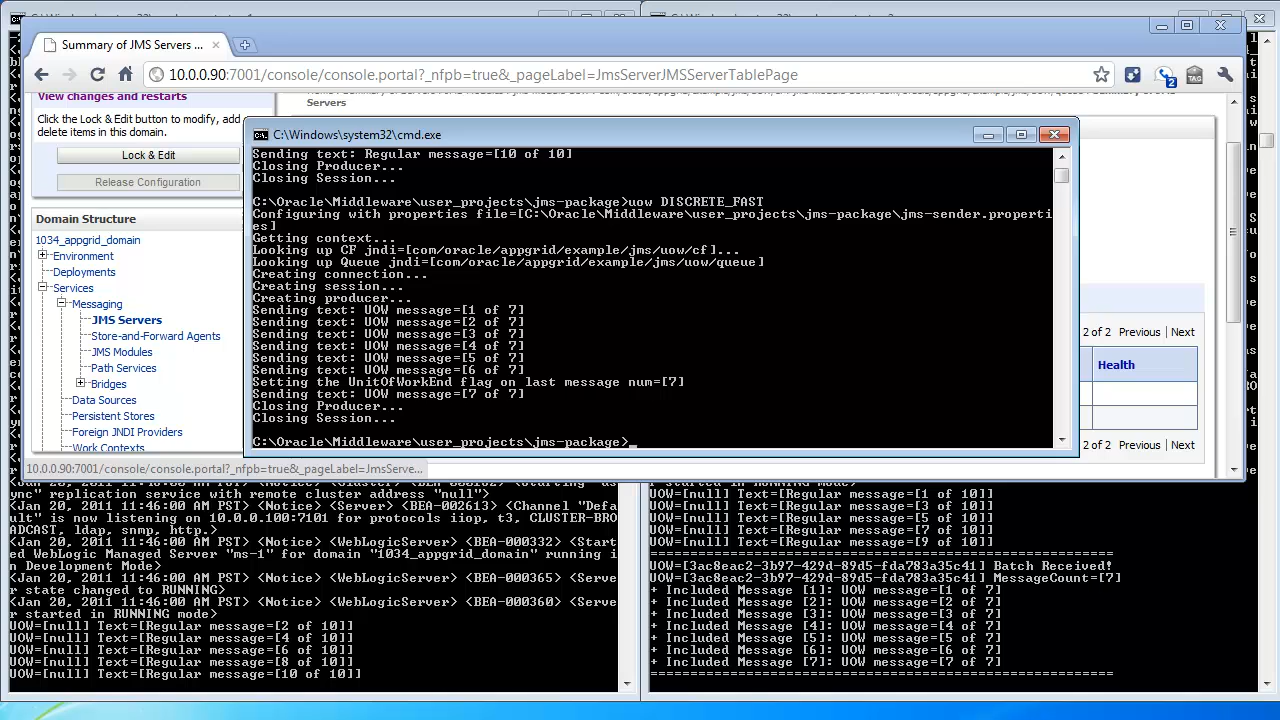 Summary of JMS Servers ...
10.0.0.90:7001/console/console.portal?_nfpb=true&_pageLabel=JmsServerJMSServerTablePage
2
View changes and restarts
Click the Lock & Edit button to modify, add
delete items in this domain.
Lock & Edit
Release Configuration
Domain Structure
1034_appgrid_domain
Environment
Deployments
Services
Messaging
JMS Servers
Store-and-Forward Agents
JMS Modules
Path Services
Bridges
Data Sources
Persistent Stores
Foreign JNDI Providers
Work Contexts
10.0.0.90:7001/console/console.portal?_nfpb=true&_pageLabel=JmsServe...
Servers
2 of 2 Previous | Next
Health
2 of 2 Previous | Next
C:\Windows\system32\cmd.exe
Sending text: Regular message=[10 of 10]
Closing Producer...
Closing Session...
C:\Oracle\Middleware\user_projects\jms-package>uow DISCRETE_FAST
Configuring with properties file=[C:\Oracle\Middleware\user_projects\jms-package\jms-sender.properti
es]
Getting context...
Looking up CF jndi=[com/oracle/appgrid/example/jms/uow/cf]...
Looking up Queue jndi=[com/oracle/appgrid/example/jms/uow/queue]
Creating connection...
Creating session...
Creating producer...
Sending text: UOW message=[1 of 7]
Sending text: UOW message=[2 of 7]
Sending text: UOW message=[3 of 7]
Sending text: UOW message=[4 of 7]
Sending text: UOW message=[5 of 7]
Sending text: UOW message=[6 of 7]
Setting the UnitOfWorkEnd flag on last message num=[7]
Sending text: UOW message=[7 of 7]
Closing Producer...
Closing Session...
C:\Oracle\Middleware\user_projects\jms-package>_
ync" replication service with remote cluster address "null">
<Jan 20, 2011 11:46:00 AM PST> <Notice> <Server> <BEA-002613> <Channel "Defa
ult" is now listening on 10.0.0.100:7101 for protocols iiop, t3, CLUSTER-BRO
ADCAST, ldap, snmp, http.>
<Jan 20, 2011 11:46:00 AM PST> <Notice> <WebLogicServer> <BEA-000332> <Start
ed WebLogic Managed Server "ms-1" for domain "1034_appgrid_domain" running i
n Development Mode>
<Jan 20, 2011 11:46:00 AM PST> <Notice> <WebLogicServer> <BEA-000365> <Serve
r state changed to RUNNING>
<Jan 20, 2011 11:46:00 AM PST> <Notice> <WebLogicServer> <BEA-000360> <Serve
r started in RUNNING mode>
UOW=[null] Text=[Regular message=[2 of 10]]
UOW=[null] Text=[Regular message=[4 of 10]]
UOW=[null] Text=[Regular message=[6 of 10]]
UOW=[null] Text=[Regular message=[8 of 10]]
UOW=[null] Text=[Regular message=[10 of 10]]
UOW=[null] Text=[Regular message=[1 of 10]]
UOW=[null] Text=[Regular message=[3 of 10]]
UOW=[null] Text=[Regular message=[5 of 10]]
UOW=[null] Text=[Regular message=[7 of 10]]
UOW=[null] Text=[Regular message=[9 of 10]]
==========================================================
UOW=[3ac8eac2-3b97-429d-89d5-fda783a35c41] Batch Received!
UOW=[3ac8eac2-3b97-429d-89d5-fda783a35c41] MessageCount=[7]
+ Included Message [1]: UOW message=[1 of 7]
+ Included Message [2]: UOW message=[2 of 7]
+ Included Message [3]: UOW message=[3 of 7]
+ Included Message [4]: UOW message=[4 of 7]
+ Included Message [5]: UOW message=[5 of 7]
+ Included Message [6]: UOW message=[6 of 7]
+ Included Message [7]: UOW message=[7 of 7]
==========================================================